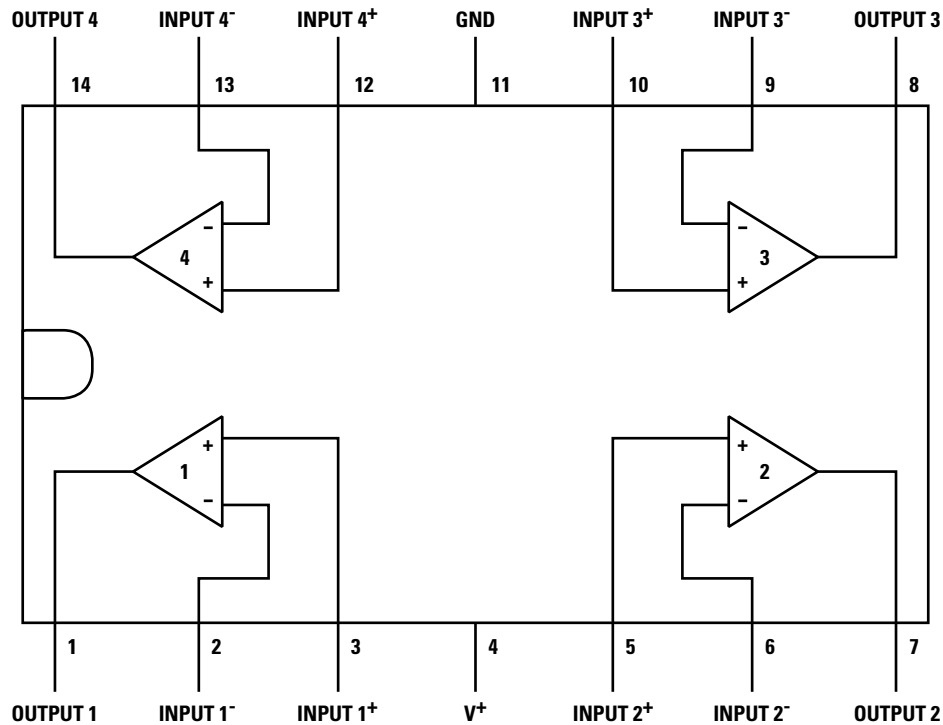 OUTPUT 4 INPUT 4- INPUT 4+ GND INPUT 3+ INPUT 3- OUTPUT 3
14 13 12 11 10 9 8
- -
4 3
+ +
+ +
1 2
- -
1 2 3 4 5 6 7
OUTPUT 1 INPUT 1- INPUT 1+ V+ INPUT 2+ INPUT 2- OUTPUT 2